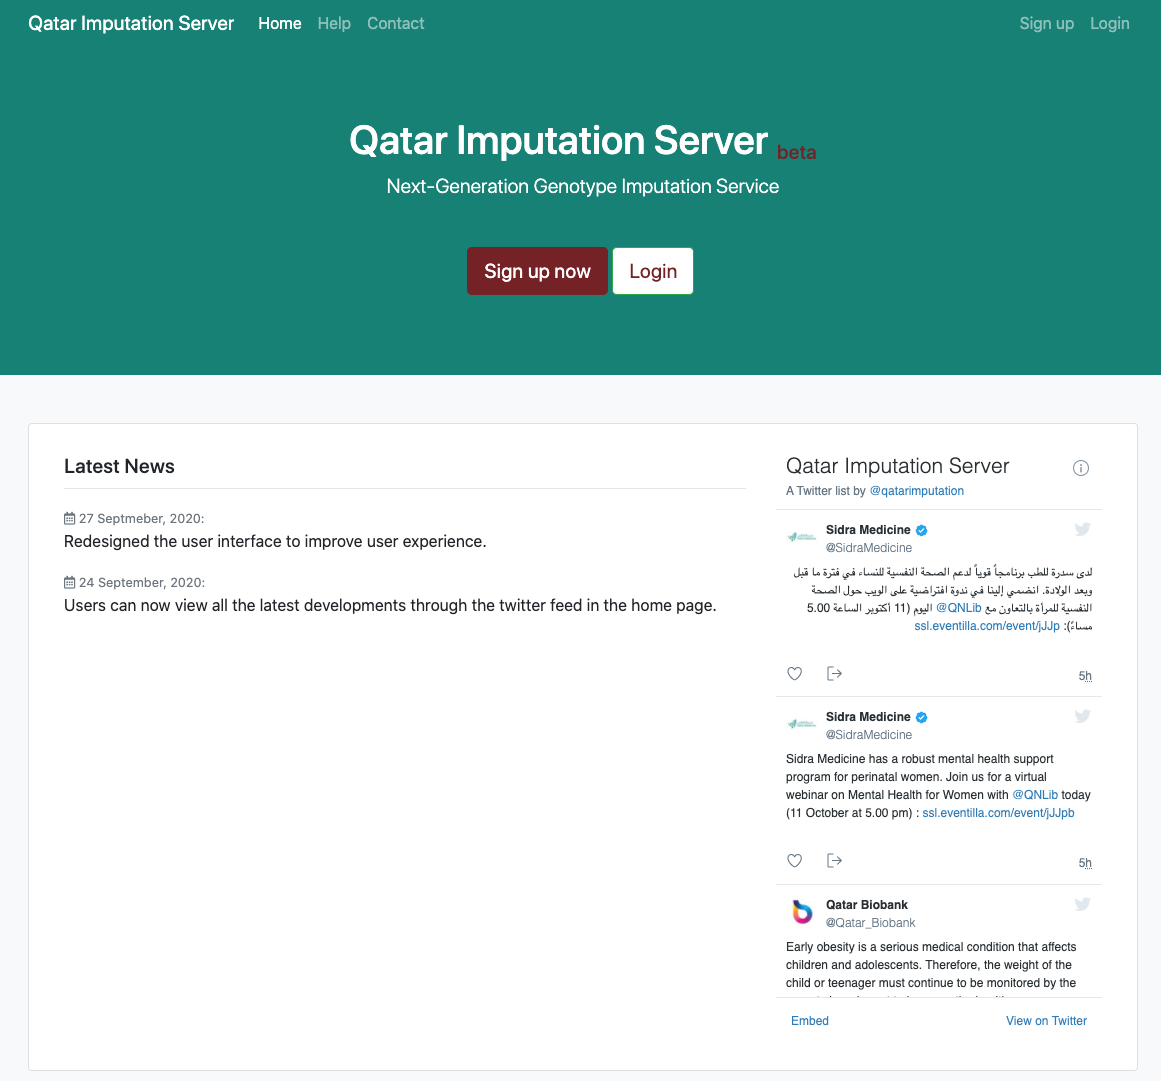 Qatar Imputation Server Home Help Contact Sign up Login
Qatar Imputation Server beta
Next-Generation Genotype Imputation Service
Sign up now Login
Latest News
27 Septmeber, 2020:
Redesigned the user interface to improve user experience.
24 September, 2020:
Users can now view all the latest developments through the twitter feed in the home page.
Qatar Imputation Server
A Twitter list by @qatarimputation
Sidra Medicine
@SidraMedicine
لدى سدرة للطب برنامجاً قوياً لدعم الصحة النفسية للنساء في فترة ما قبل
وبعد الولادة. انضمي إلينا في ندوة افتراضية على الويب حول الصحة
النفسية للمرأة بالتعاون مع @QNLib اليوم (11 أكتوبر الساعة 5.00
مساءً): ssl.eventilla.com/event/jJJp
5h
Sidra Medicine
@SidraMedicine
Sidra Medicine has a robust mental health support
program for perinatal women. Join us for a virtual
webinar on Mental Health for Women with @QNLib today
(11 October at 5.00 pm) : ssl.eventilla.com/event/jJJpb
5h
Qatar Biobank
@Qatar_Biobank
Early obesity is a serious medical condition that affects
children and adolescents. Therefore, the weight of the
child or teenager must continue to be monitored by the
Embed View on Twitter